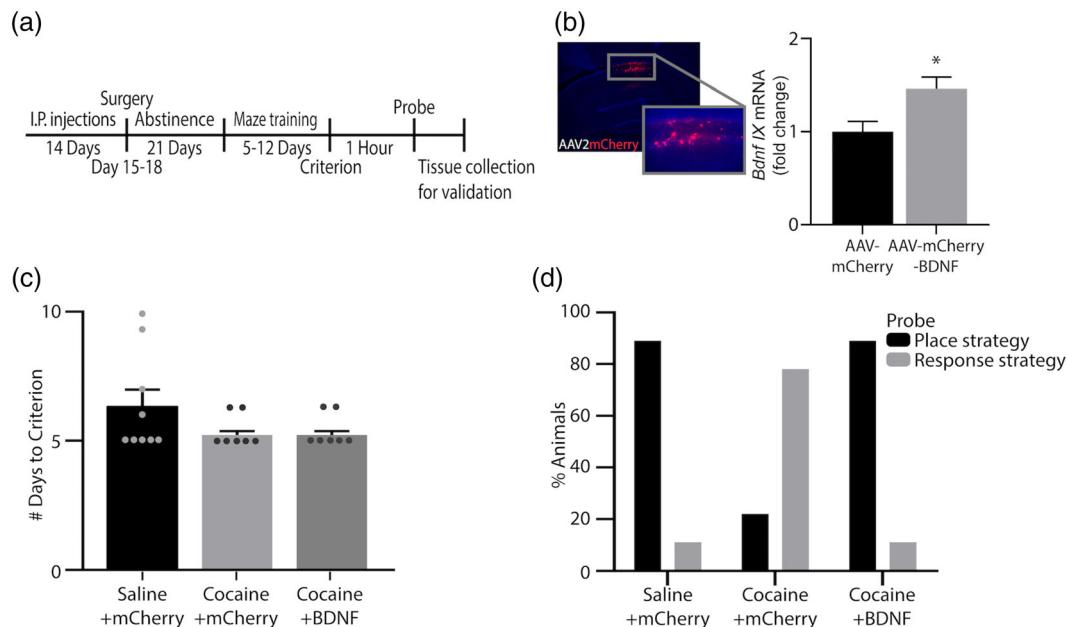 (a)
Surgery
Probe
I.P. injections
Abstinence
Maze training
14 Days
21 Days
5-12 Days
1 Hour
Day 15-18
Criterion
Tissue collection
for validation
(b)
AAV2mCherry
Bdnf IX mRNA
(fold change)
2
1
0
*
AAV-
mCherry
AAV-mCherry
-BDNF
(c)
# Days to Criterion
10
5
0
Saline
+mCherry
Cocaine
+mCherry
Cocaine
+BDNF
(d)
% Animals
100
80
60
40
20
0
Probe
Place strategy
Response strategy
Saline
+mCherry
Cocaine
+mCherry
Cocaine
+BDNF